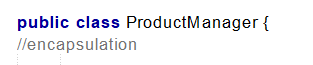 public class ProductManager {
//encapsulation